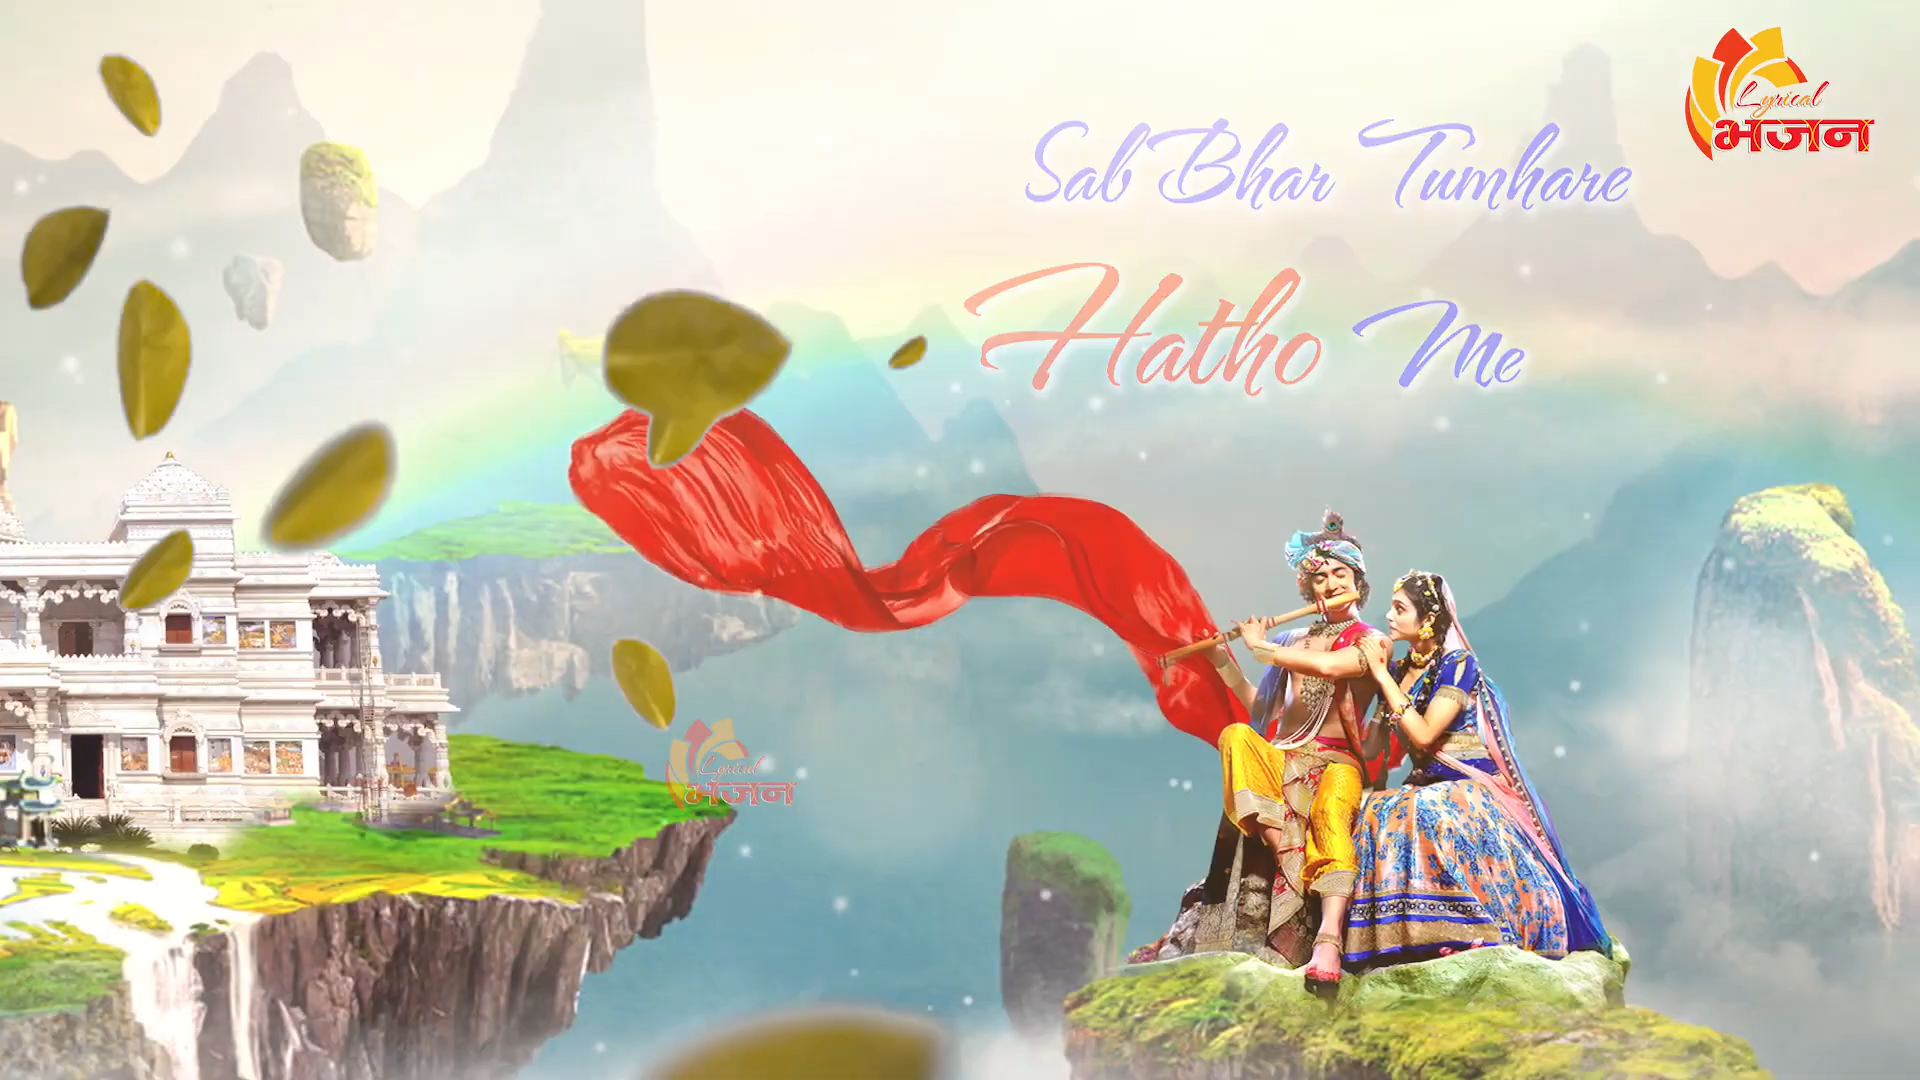 Lyrical
भजन
Sab Bhar Tumhare
Hatho Me
Lyrical
भजन